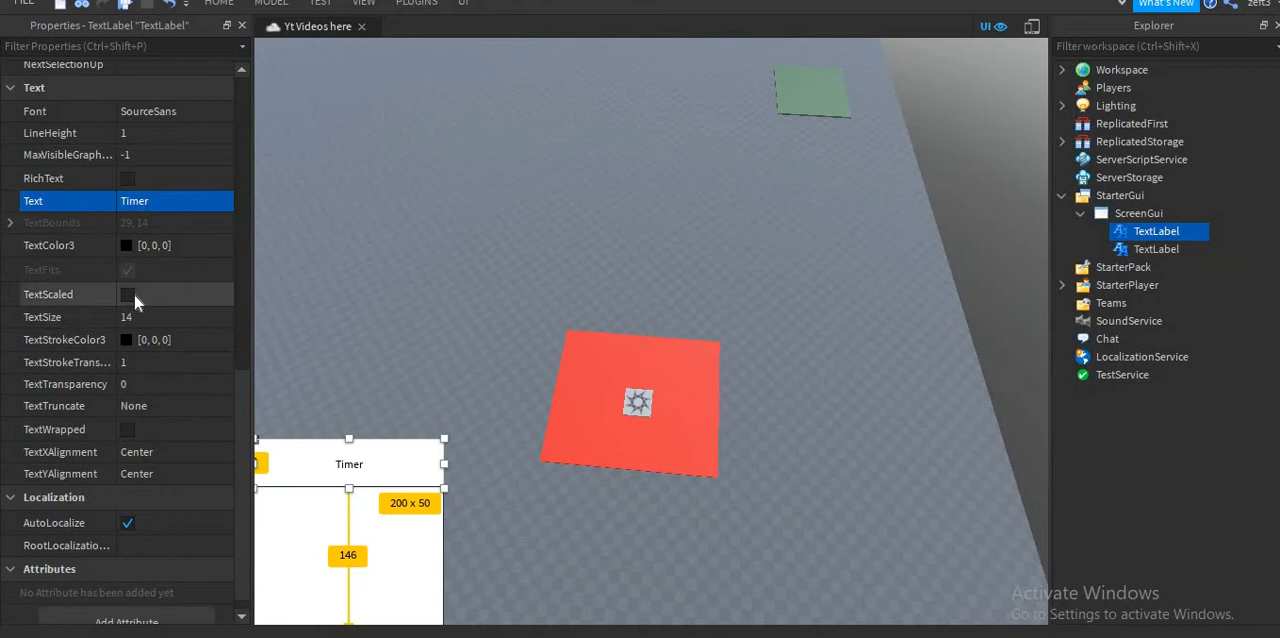 FILE HOME MODEL TEST VIEW PLUGINS UI What's New zeft3
Properties - TextLabel "TextLabel"
Yt Videos here
UI
Explorer
Filter Properties (Ctrl+Shift+P)
Filter workspace (Ctrl+Shift+X)
NextSelectionUp
Text
Font SourceSans
LineHeight 1
MaxVisibleGraph... -1
RichText
Text Timer
TextBounds 29, 14
TextColor3 [0,0,0]
TextFits
TextScaled
TextSize 14
TextStrokeColor3 [0,0,0]
TextStrokeTrans... 1
TextTransparency 0
TextTruncate None
TextWrapped
TextXAlignment Center
TextYAlignment Center
Localization
AutoLocalize
RootLocalizatio...
Attributes
No Attribute has been added yet
Add Attribute
Timer
200 x 50
146
Workspace
Players
Lighting
ReplicatedFirst
ReplicatedStorage
ServerScriptService
ServerStorage
StarterGui
ScreenGui
TextLabel
TextLabel
StarterPack
StarterPlayer
Teams
SoundService
Chat
LocalizationService
TestService
Activate Windows
Go to Settings to activate Windows.